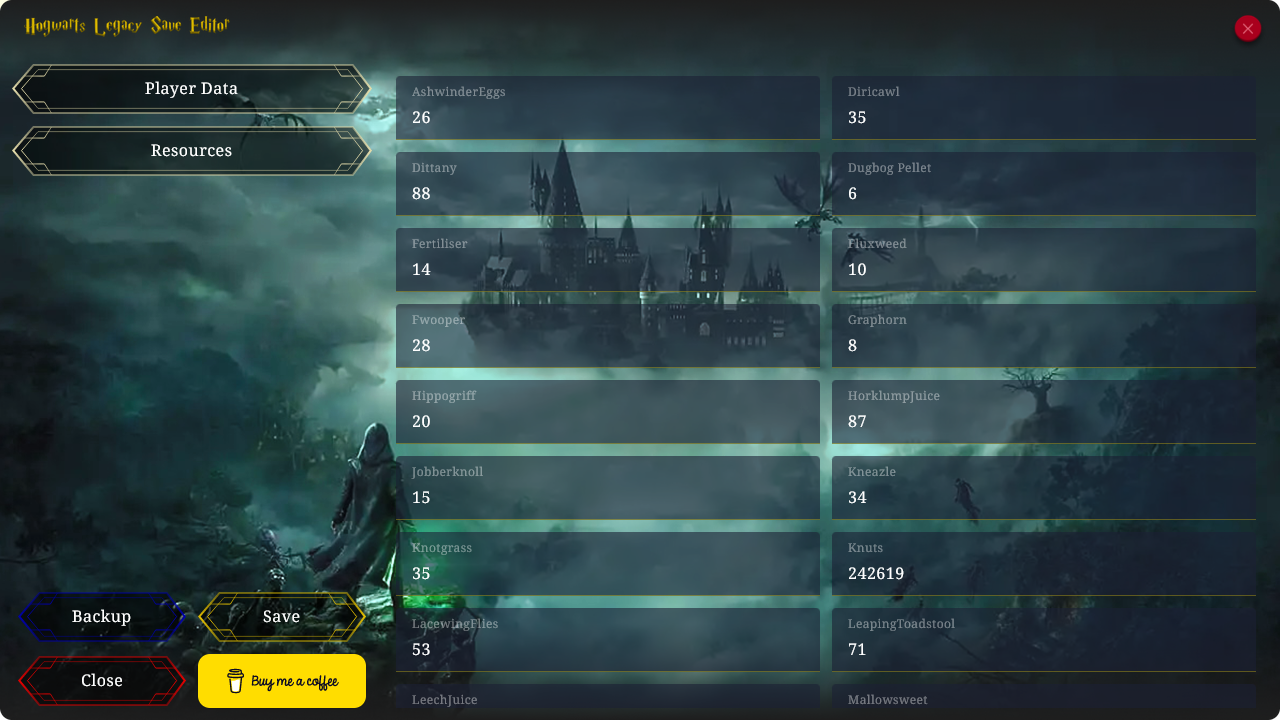 Hogwarts Legacy Save Editor
Player Data
Resources
AshwinderEggs
26
Diricawl
35
Dittany
88
Dugbog Pellet
6
Fertiliser
14
Fluxweed
10
Fwooper
28
Graphorn
8
Hippogriff
20
HorklumpJuice
87
Jobberknoll
15
Kneazle
34
Knotgrass
35
Knuts
242619
LacewingFlies
53
LeapingToadstool
71
LeechJuice
Mallowsweet
Backup
Save
Close
Buy me a coffee